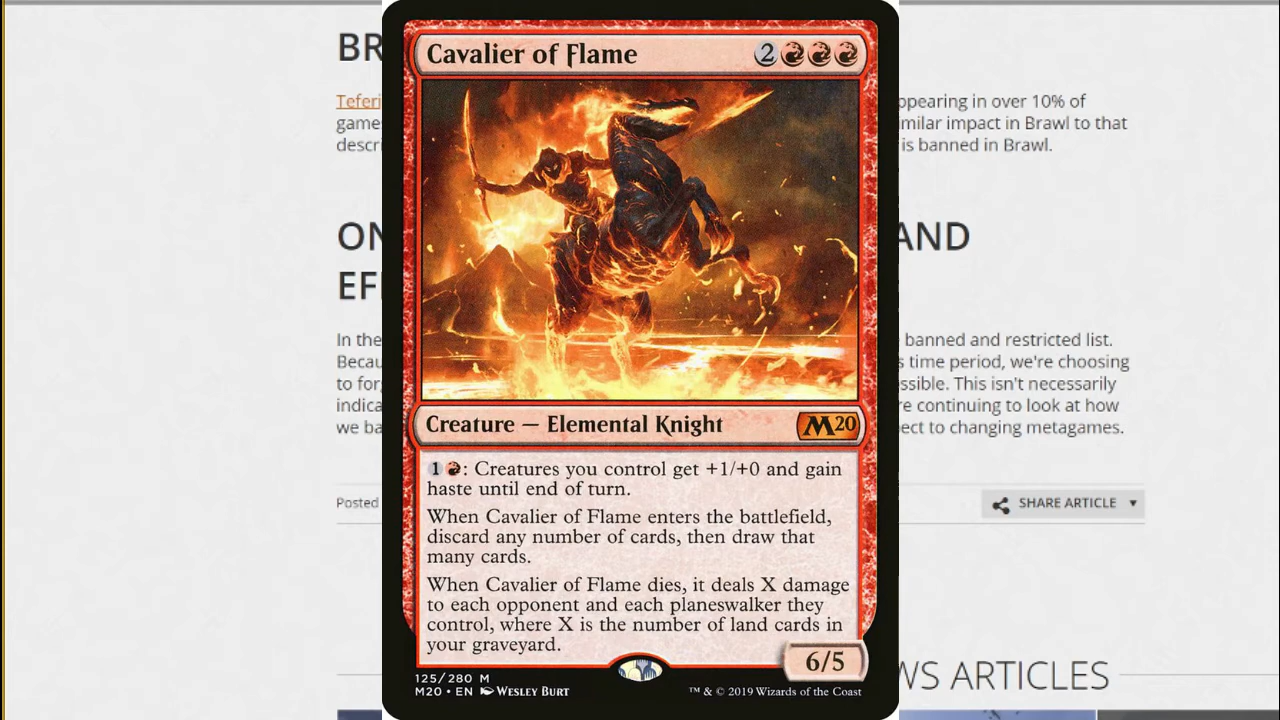 BR
Teferi
ppearing in over 10% of
game
milar impact in Brawl to that
descr
is banned in Brawl.
ON
AND
EF
In the
banned and restricted list.
Becau
s time period, we're choosing
to for
ssible. This isn't necessarily
indica
e continuing to look at how
we ba
ect to changing metagames.
Posted
SHARE ARTICLE
WS ARTICLES
Cavalier of Flame
2
Creature — Elemental Knight
M20
1 : Creatures you control get +1/+0 and gain
haste until end of turn.
When Cavalier of Flame enters the battlefield,
discard any number of cards, then draw that
many cards.
When Cavalier of Flame dies, it deals X damage
to each opponent and each planeswalker they
control, where X is the number of land cards in
your graveyard.
6/5
125/280 M
M20 • EN Wesley Burt
™ & © 2019 Wizards of the Coast